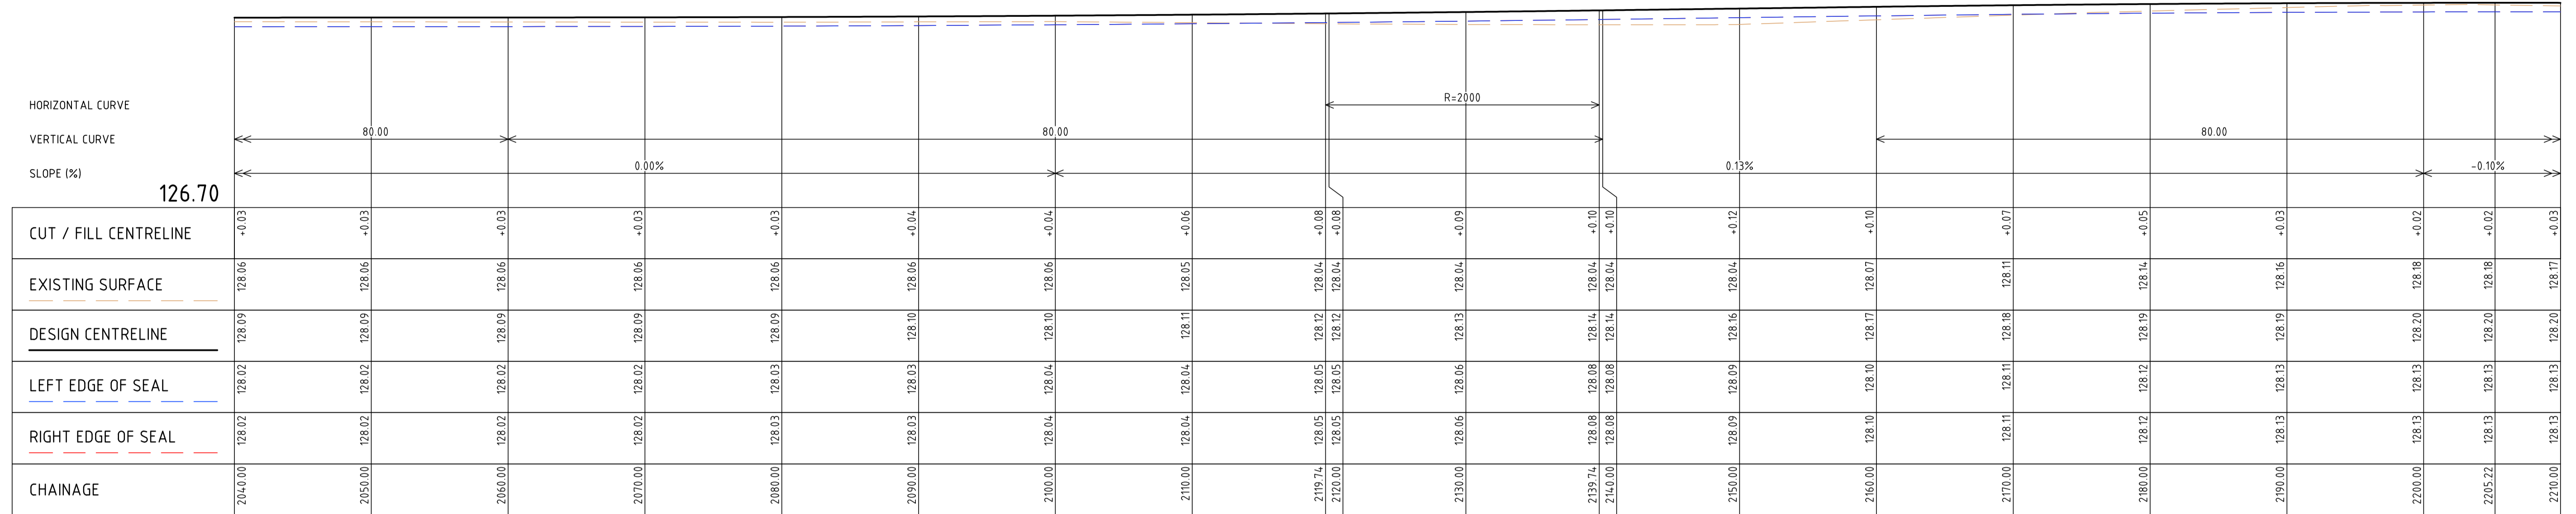 HORIZONTAL CURVE R=2000
VERTICAL CURVE 80.00 80.00 80.00
SLOPE (%) 0.00% 0.13% -0.10%
126.70
CUT / FILL CENTRELINE +0.03 +0.03 +0.03 +0.03 +0.03 +0.04 +0.04 +0.06 +0.08 +0.08 +0.09 +0.10 +0.10 +0.12 +0.10 +0.07 +0.05 +0.03 +0.02 +0.02 +0.03
EXISTING SURFACE 128.06 128.06 128.06 128.06 128.06 128.06 128.06 128.05 128.04 128.04 128.04 128.04 128.04 128.04 128.07 128.11 128.14 128.16 128.18 128.18 128.17
DESIGN CENTRELINE 128.09 128.09 128.09 128.09 128.09 128.10 128.10 128.11 128.12 128.12 128.13 128.14 128.14 128.16 128.17 128.18 128.19 128.19 128.20 128.20 128.20
LEFT EDGE OF SEAL 128.02 128.02 128.02 128.02 128.03 128.03 128.04 128.04 128.05 128.05 128.06 128.08 128.08 128.09 128.10 128.11 128.12 128.13 128.13 128.13 128.13
RIGHT EDGE OF SEAL 128.02 128.02 128.02 128.02 128.03 128.03 128.04 128.04 128.05 128.05 128.06 128.08 128.08 128.09 128.10 128.11 128.12 128.13 128.13 128.13 128.13
CHAINAGE 2040.00 2050.00 2060.00 2070.00 2080.00 2090.00 2100.00 2110.00 2119.74 2120.00 2130.00 2139.74 2140.00 2150.00 2160.00 2170.00 2180.00 2190.00 2200.00 2205.22 2210.00